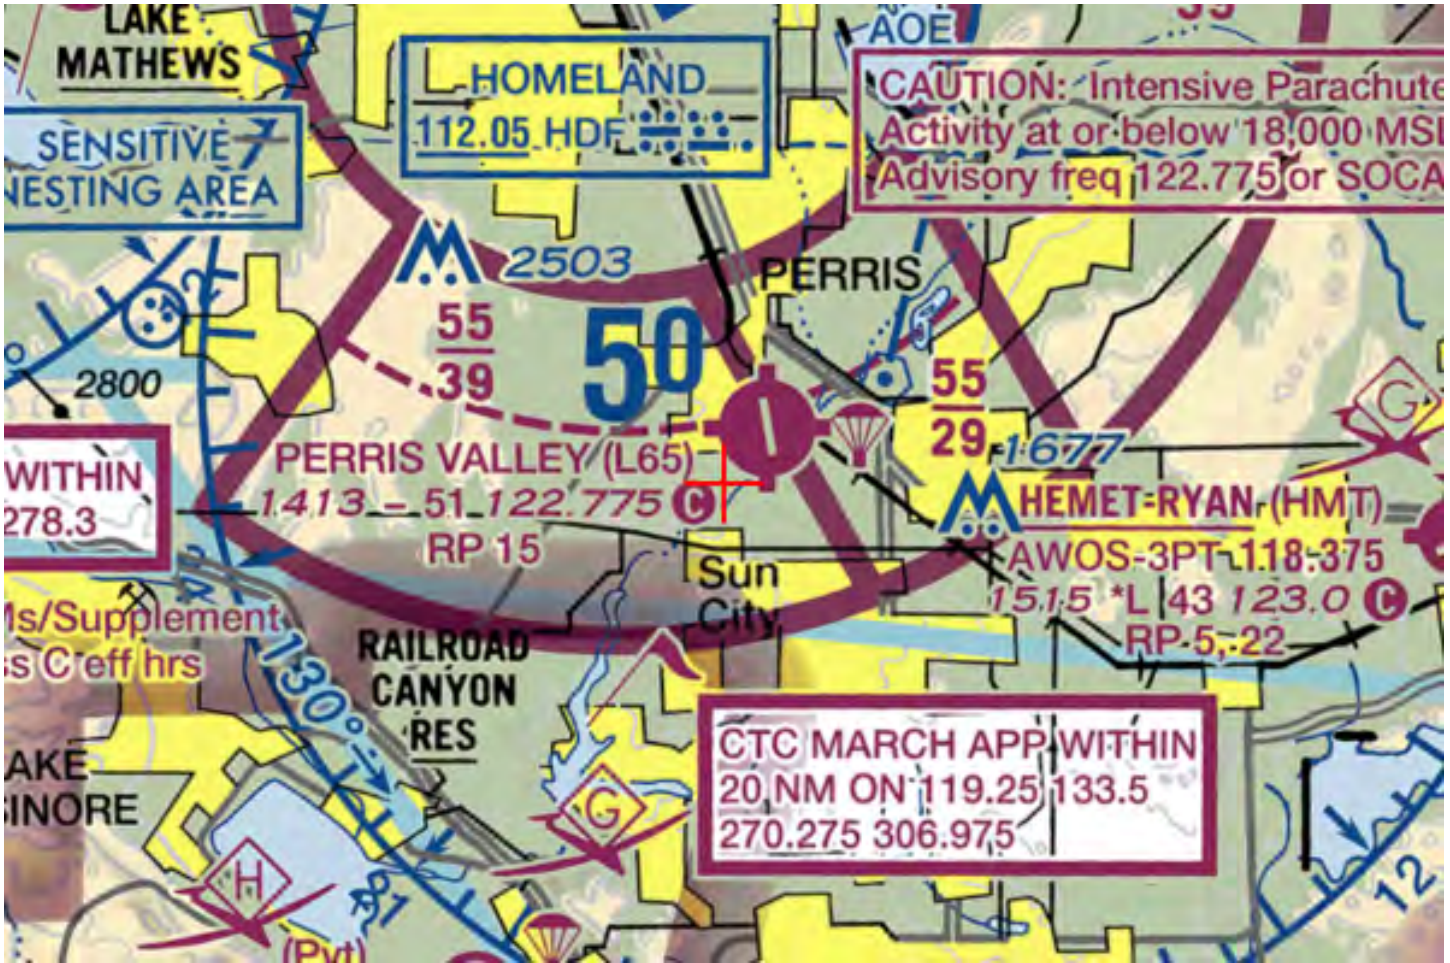 LAKE
MATHEWS
HOMELAND
112.05 HDF
AOE
CAUTION: Intensive Parachute
Activity at or below 18,000 MSL
Advisory freq 122.775 or SOCA
SENSITIVE
NESTING AREA
2503
PERRIS
55
39
50
55
29
2800
1677
G
WITHIN
278.3
PERRIS VALLEY (L65)
1413 – 51 122.775 C
RP 15
HEMET-RYAN (HMT)
AWOS-3PT 118.375
1515 *L 43 123.0 C
RP 5, 22
Sun
City
Ms/Supplement
ss C eff hrs
24
21
130°
RAILROAD
CANYON
RES
CTC MARCH APP WITHIN
20 NM ON 119.25 133.5
270.275 306.975
AKE
SINORE
G
H
(Pvt)
12